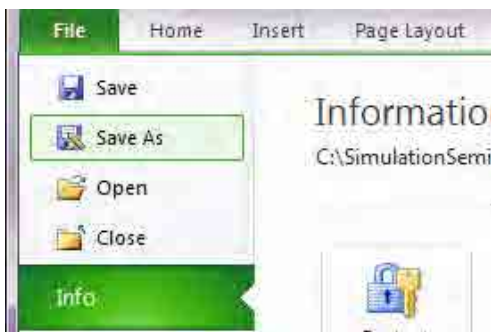 File Home Insert Page Layout
Save
Save As
Open
Close
Info
Informatio
C:\SimulationSemi